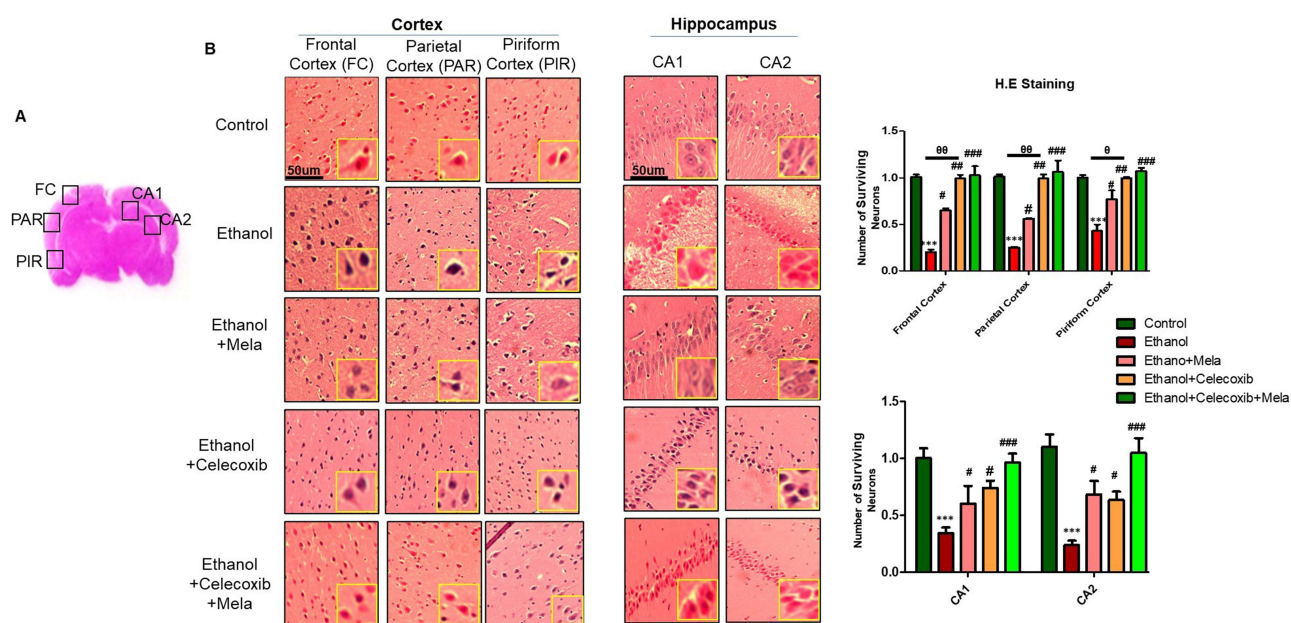 A
FC
PAR
PIR
CA1
CA2
B
Cortex
Frontal
Cortex (FC)
Parietal
Cortex (PAR)
Piriform
Cortex (PIR)
Hippocampus
CA1
CA2
Control
50um
50um
Ethanol
Ethanol
+Mela
Ethanol
+Celecoxib
Ethanol
+Celecoxib
+Mela
H.E Staining
Number of Surviving
Neurons
1.5
1.0
0.5
0.0
θθ
θθ
θ
***
#
##
###
***
#
##
###
***
#
##
###
Frontal Cortex
Parietal Cortex
Piriform Cortex
Control
Ethanol
Ethano+Mela
Ethanol+Celecoxib
Ethanol+Celecoxib+Mela
Number of Surviving
Neurons
1.5
1.0
0.5
0.0
***
#
#
###
***
#
#
###
CA1
CA2